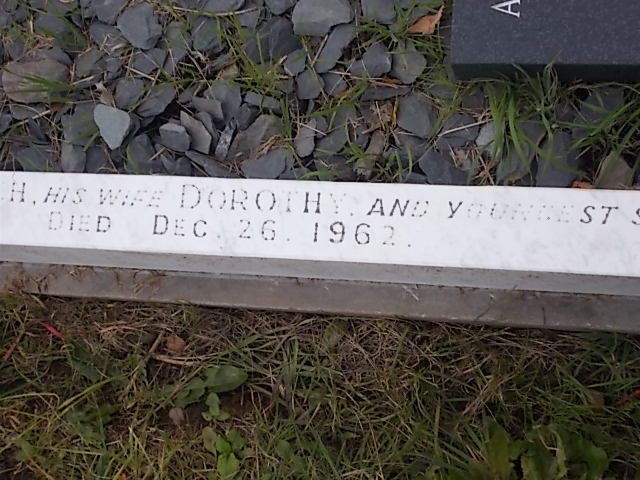 A
H, HIS WIFE DOROTHY, AND YOUNGEST S
DIED DEC. 26. 1962.